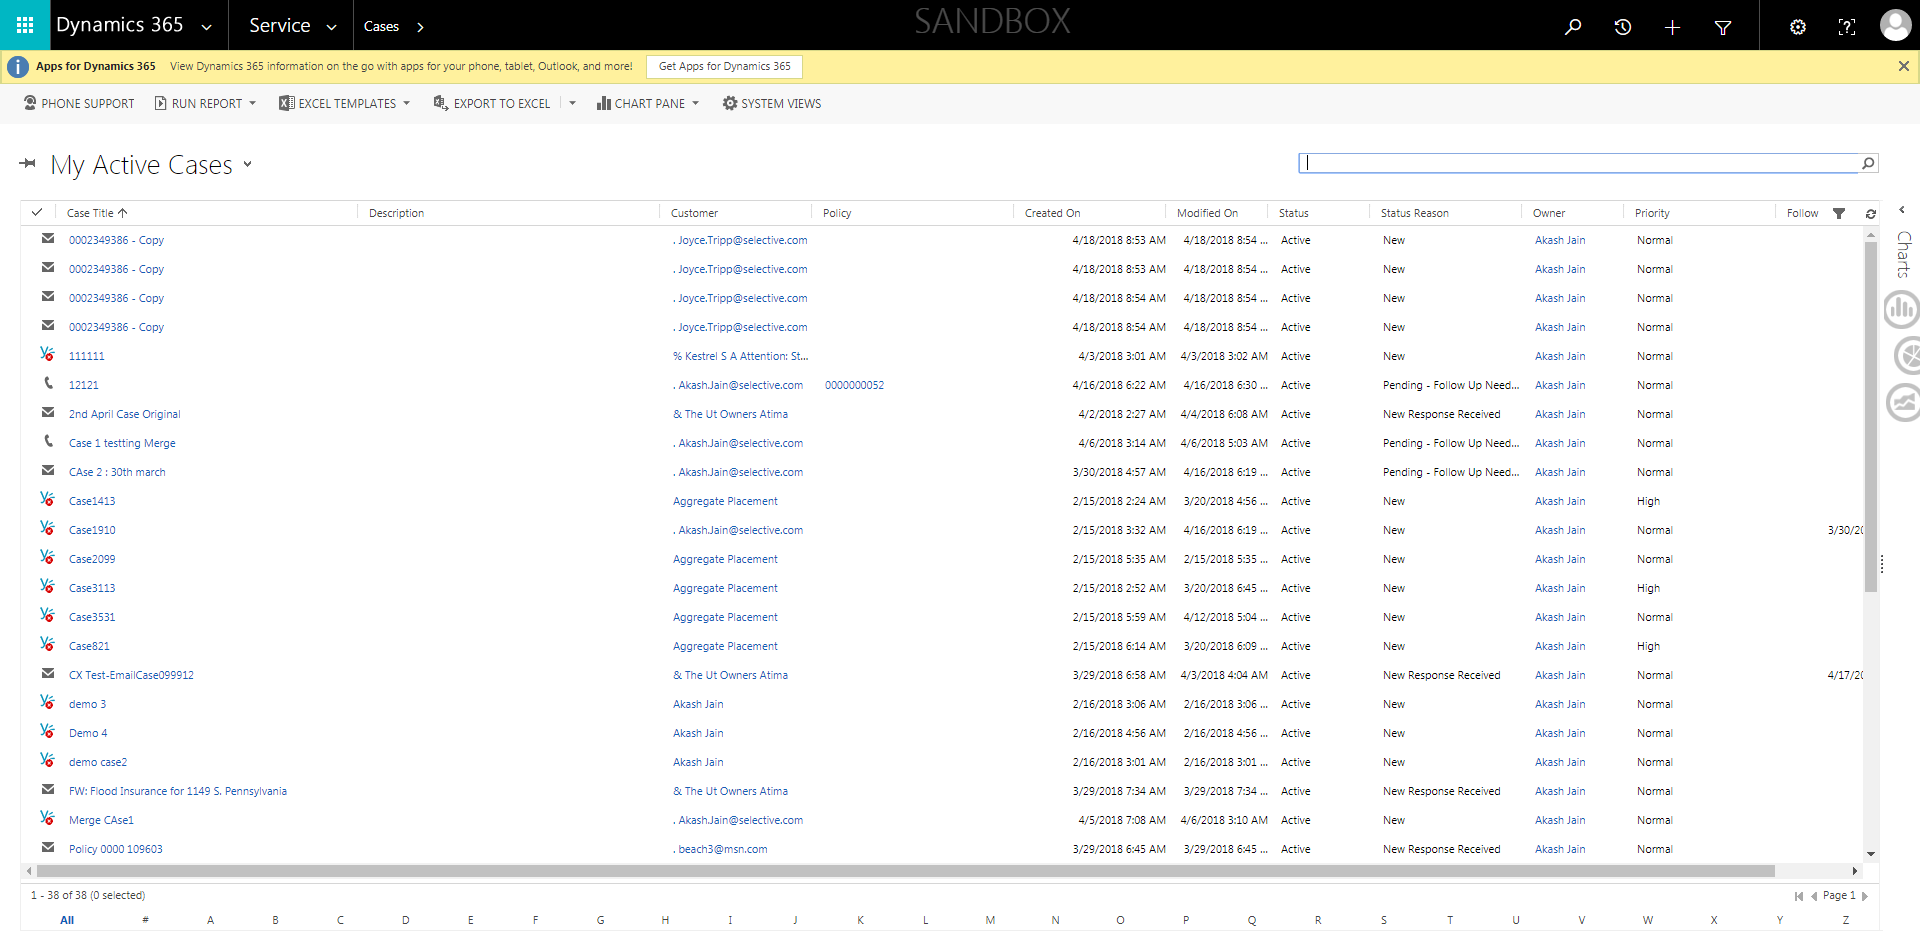 Dynamics 365 Service Cases SANDBOX
Apps for Dynamics 365 View Dynamics 365 information on the go with apps for your phone, tablet, Outlook, and more! Get Apps for Dynamics 365
PHONE SUPPORT RUN REPORT EXCEL TEMPLATES EXPORT TO EXCEL CHART PANE SYSTEM VIEWS
My Active Cases
Case Title Description Customer Policy Created On Modified On Status Status Reason Owner Priority Follow
0002349386 - Copy . Joyce.Tripp@selective.com 4/18/2018 8:53 AM 4/18/2018 8:54 ... Active New Akash Jain Normal
0002349386 - Copy . Joyce.Tripp@selective.com 4/18/2018 8:53 AM 4/18/2018 8:54 ... Active New Akash Jain Normal
0002349386 - Copy . Joyce.Tripp@selective.com 4/18/2018 8:54 AM 4/18/2018 8:54 ... Active New Akash Jain Normal
0002349386 - Copy . Joyce.Tripp@selective.com 4/18/2018 8:54 AM 4/18/2018 8:54 ... Active New Akash Jain Normal
111111 % Kestrel S A Attention: St... 4/3/2018 3:01 AM 4/3/2018 3:02 AM Active New Akash Jain Normal
12121 . Akash.Jain@selective.com 0000000052 4/16/2018 6:22 AM 4/16/2018 6:30 ... Active Pending - Follow Up Need... Akash Jain Normal
2nd April Case Original & The Ut Owners Atima 4/2/2018 2:27 AM 4/4/2018 6:08 AM Active New Response Received Akash Jain Normal
Case 1 testting Merge . Akash.Jain@selective.com 4/6/2018 3:14 AM 4/6/2018 5:03 AM Active Pending - Follow Up Need... Akash Jain Normal
CAse 2 : 30th march . Akash.Jain@selective.com 3/30/2018 4:57 AM 4/16/2018 6:19 ... Active Pending - Follow Up Need... Akash Jain Normal
Case1413 Aggregate Placement 2/15/2018 2:24 AM 3/20/2018 4:56 ... Active New Akash Jain High
Case1910 . Akash.Jain@selective.com 2/15/2018 3:32 AM 4/16/2018 6:19 ... Active New Akash Jain Normal 3/30/20
Case2099 Aggregate Placement 2/15/2018 5:35 AM 2/15/2018 5:35 ... Active New Akash Jain Normal
Case3113 Aggregate Placement 2/15/2018 2:52 AM 3/20/2018 6:45 ... Active New Akash Jain High
Case3531 Aggregate Placement 2/15/2018 5:59 AM 4/12/2018 5:04 ... Active New Akash Jain Normal
Case821 Aggregate Placement 2/15/2018 6:14 AM 3/20/2018 6:09 ... Active New Akash Jain High
CX Test-EmailCase099912 & The Ut Owners Atima 3/29/2018 6:58 AM 4/3/2018 4:04 AM Active New Response Received Akash Jain Normal 4/17/20
demo 3 Akash Jain 2/16/2018 3:06 AM 2/16/2018 3:06 ... Active New Akash Jain Normal
Demo 4 Akash Jain 2/16/2018 4:56 AM 2/16/2018 4:56 ... Active New Akash Jain Normal
demo case2 Akash Jain 2/16/2018 3:01 AM 2/16/2018 3:01 ... Active New Akash Jain Normal
FW: Flood Insurance for 1149 S. Pennsylvania & The Ut Owners Atima 3/29/2018 7:34 AM 3/29/2018 7:34 ... Active New Response Received Akash Jain Normal
Merge CAse1 . Akash.Jain@selective.com 4/5/2018 7:08 AM 4/6/2018 3:10 AM Active New Akash Jain Normal
Policy 0000 109603 . beach3@msn.com 3/29/2018 6:45 AM 3/29/2018 6:45 ... Active New Response Received Akash Jain Normal
Charts
1 - 38 of 38 (0 selected) Page 1
All # A B C D E F G H I J K L M N O P Q R S T U V W X Y Z